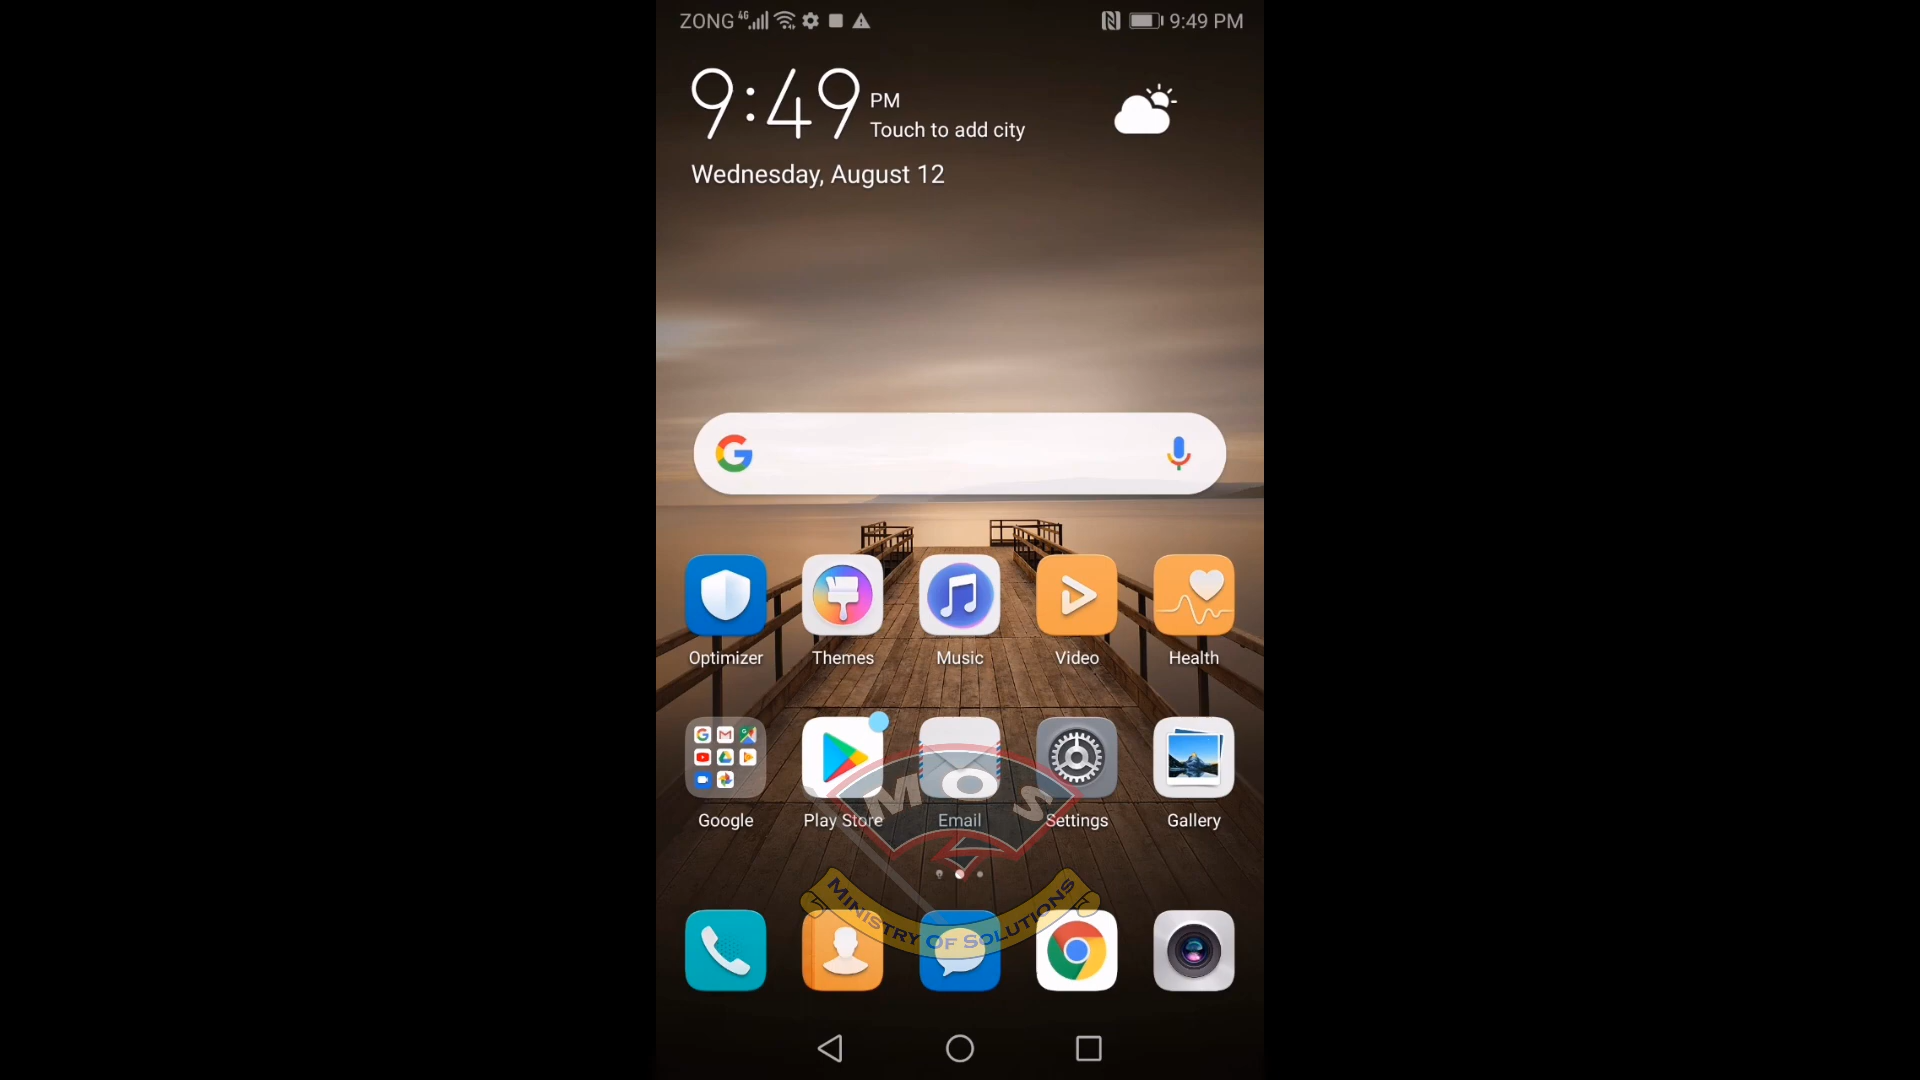 ZONG 4G 9:49 PM
9:49 PM
Touch to add city
Wednesday, August 12
Optimizer Themes Music Video Health
Google Play Store Email Settings Gallery
MOS
MINISTRY OF SOLUTIONS